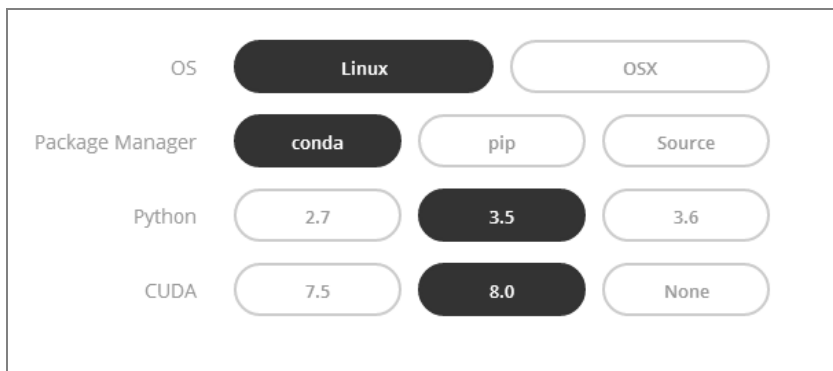 OS Linux OSX
Package Manager conda pip Source
Python 2.7 3.5 3.6
CUDA 7.5 8.0 None